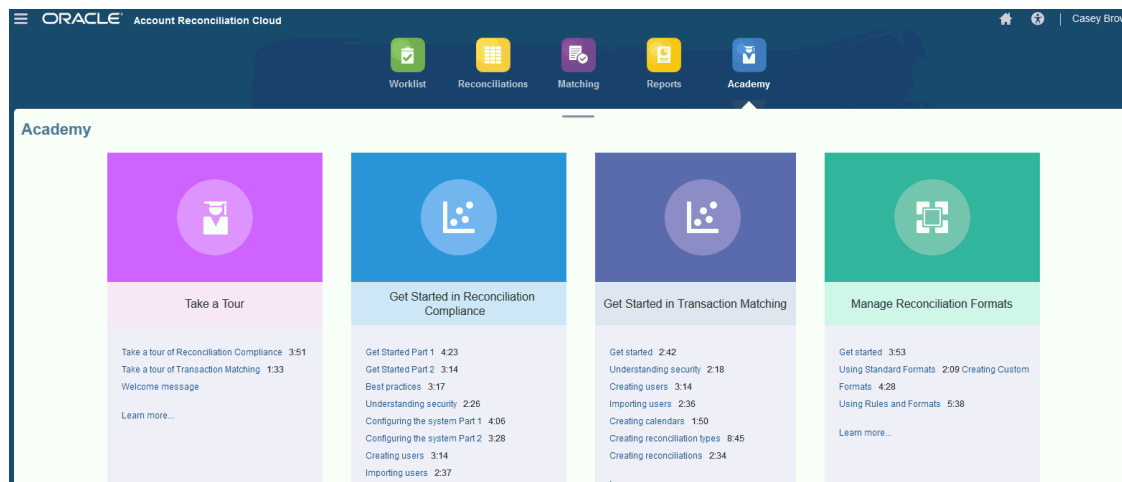 ORACLE® Account Reconciliation Cloud
Casey Brow
Worklist
Reconciliations
Matching
Reports
Academy
Academy
Take a Tour
Take a tour of Reconciliation Compliance 3:51
Take a tour of Transaction Matching 1:33
Welcome message
Learn more...
Get Started in Reconciliation
Compliance
Get Started Part 1 4:23
Get Started Part 2 3:14
Best practices 3:17
Understanding security 2:26
Configuring the system Part 1 4:06
Configuring the system Part 2 3:28
Creating users 3:14
Importing users 2:37
Get Started in Transaction Matching
Get started 2:42
Understanding security 2:18
Creating users 3:14
Importing users 2:36
Creating calendars 1:50
Creating reconciliation types 8:45
Creating reconciliations 2:34
Manage Reconciliation Formats
Get started 3:53
Using Standard Formats 2:09 Creating Custom
Formats 4:28
Using Rules and Formats 5:38
Learn more...